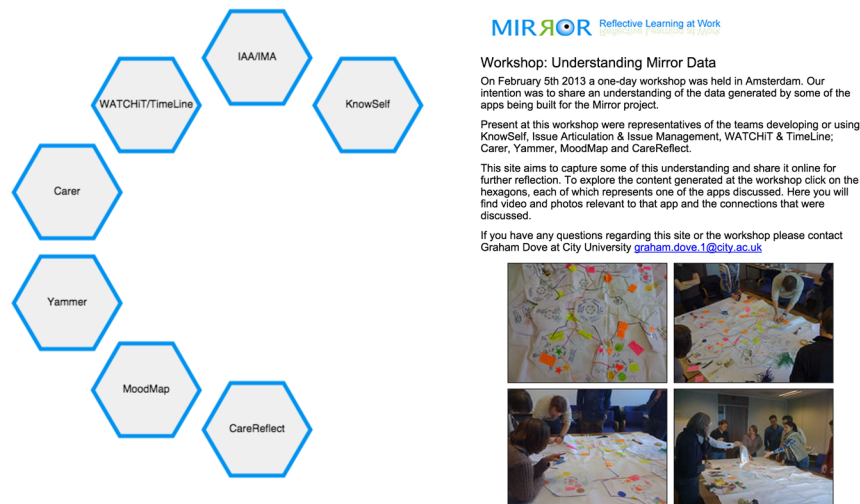 IAA/IMA
WATCHiT/TimeLine
KnowSelf
Carer
Yammer
MoodMap
CareReflect
MIRROR Reflective Learning at Work
Workshop: Understanding Mirror Data
On February 5th 2013 a one-day workshop was held in Amsterdam. Our
intention was to share an understanding of the data generated by some of the
apps being built for the Mirror project.
Present at this workshop were representatives of the teams developing or using
KnowSelf, Issue Articulation & Issue Management, WATCHiT & TimeLine;
Carer, Yammer, MoodMap and CareReflect.
This site aims to capture some of this understanding and share it online for
further reflection. To explore the content generated at the workshop click on the
hexagons, each of which represents one of the apps discussed. Here you will
find video and photos relevant to that app and the connections that were
discussed.
If you have any questions regarding this site or the workshop please contact
Graham Dove at City University graham.dove.1@city.ac.uk